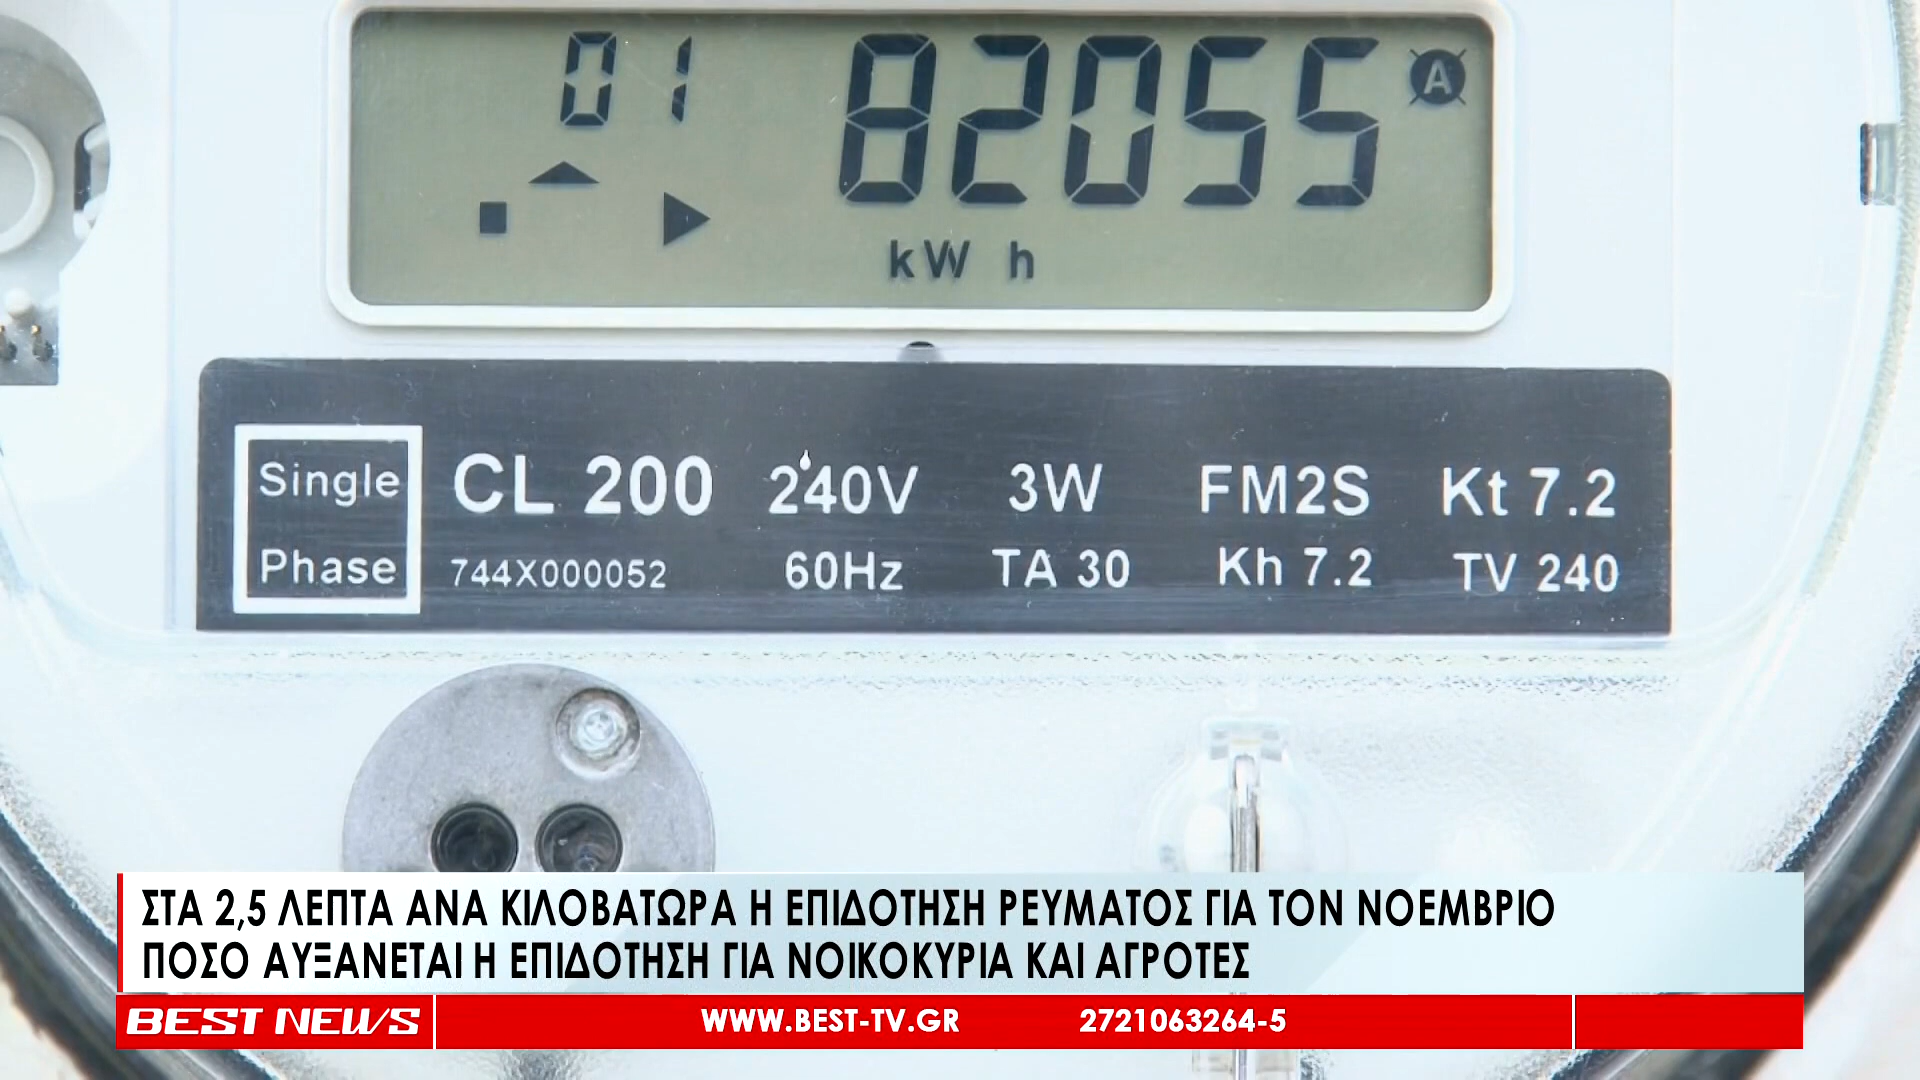 01 82055 A
kW h
Single CL 200 240V 3W FM2S Kt 7.2
Phase 744X000052 60Hz TA 30 Kh 7.2 TV 240
ΣΤΑ 2,5 ΛΕΠΤΑ ΑΝΑ ΚΙΛΟΒΑΤΩΡΑ Η ΕΠΙΔΟΤΗΣΗ ΡΕΥΜΑΤΟΣ ΓΙΑ ΤΟΝ ΝΟΕΜΒΡΙΟ
ΠΟΣΟ ΑΥΞΑΝΕΤΑΙ Η ΕΠΙΔΟΤΗΣΗ ΓΙΑ ΝΟΙΚΟΚΥΡΙΑ ΚΑΙ ΑΓΡΟΤΕΣ
BEST NEWS WWW.BEST-TV.GR 2721063264-5